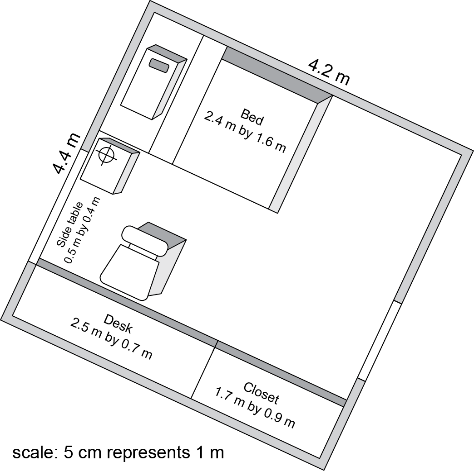 4.2 m
Bed
2.4 m by 1.6 m
4.4 m
Side table
0.5 m by 0.4 m
Desk
2.5 m by 0.7 m
Closet
1.7 m by 0.9 m
scale: 5 cm represents 1 m